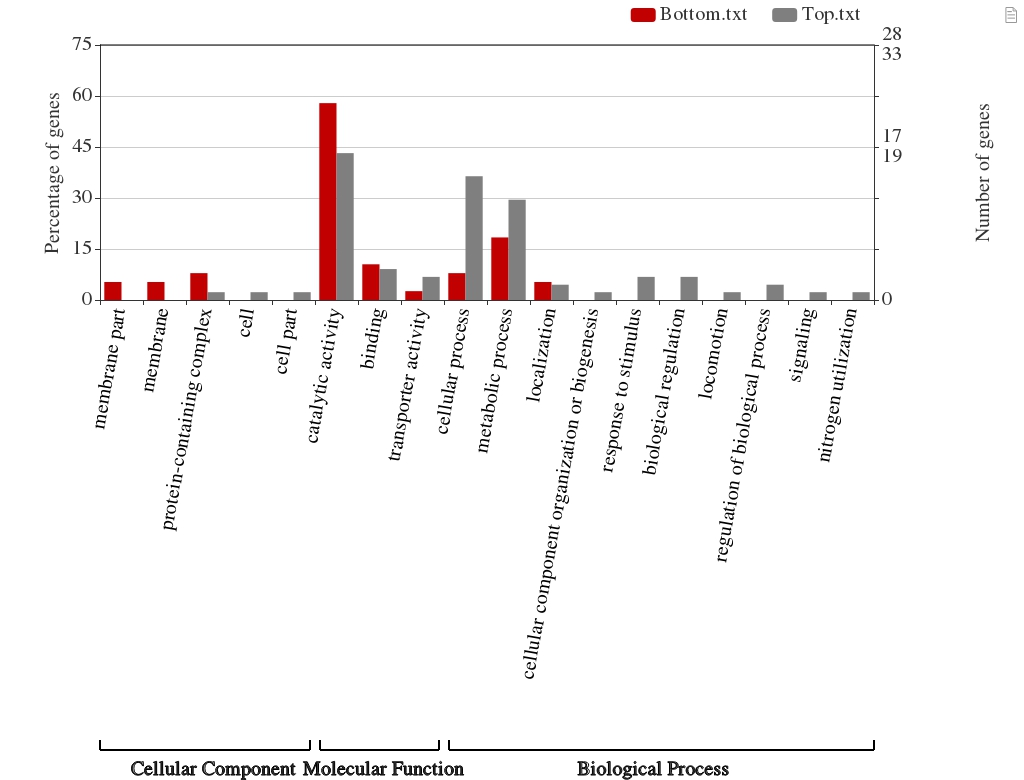 Bottom.txt Top.txt
Percentage of genes
75
60
45
30
15
0
28
33
17
19
0
Number of genes
membrane part
membrane
protein-containing complex
cell
cell part
catalytic activity
binding
transporter activity
cellular process
metabolic process
localization
cellular component organization or biogenesis
response to stimulus
biological regulation
locomotion
regulation of biological process
signaling
nitrogen utilization
Cellular Component Molecular Function Biological Process